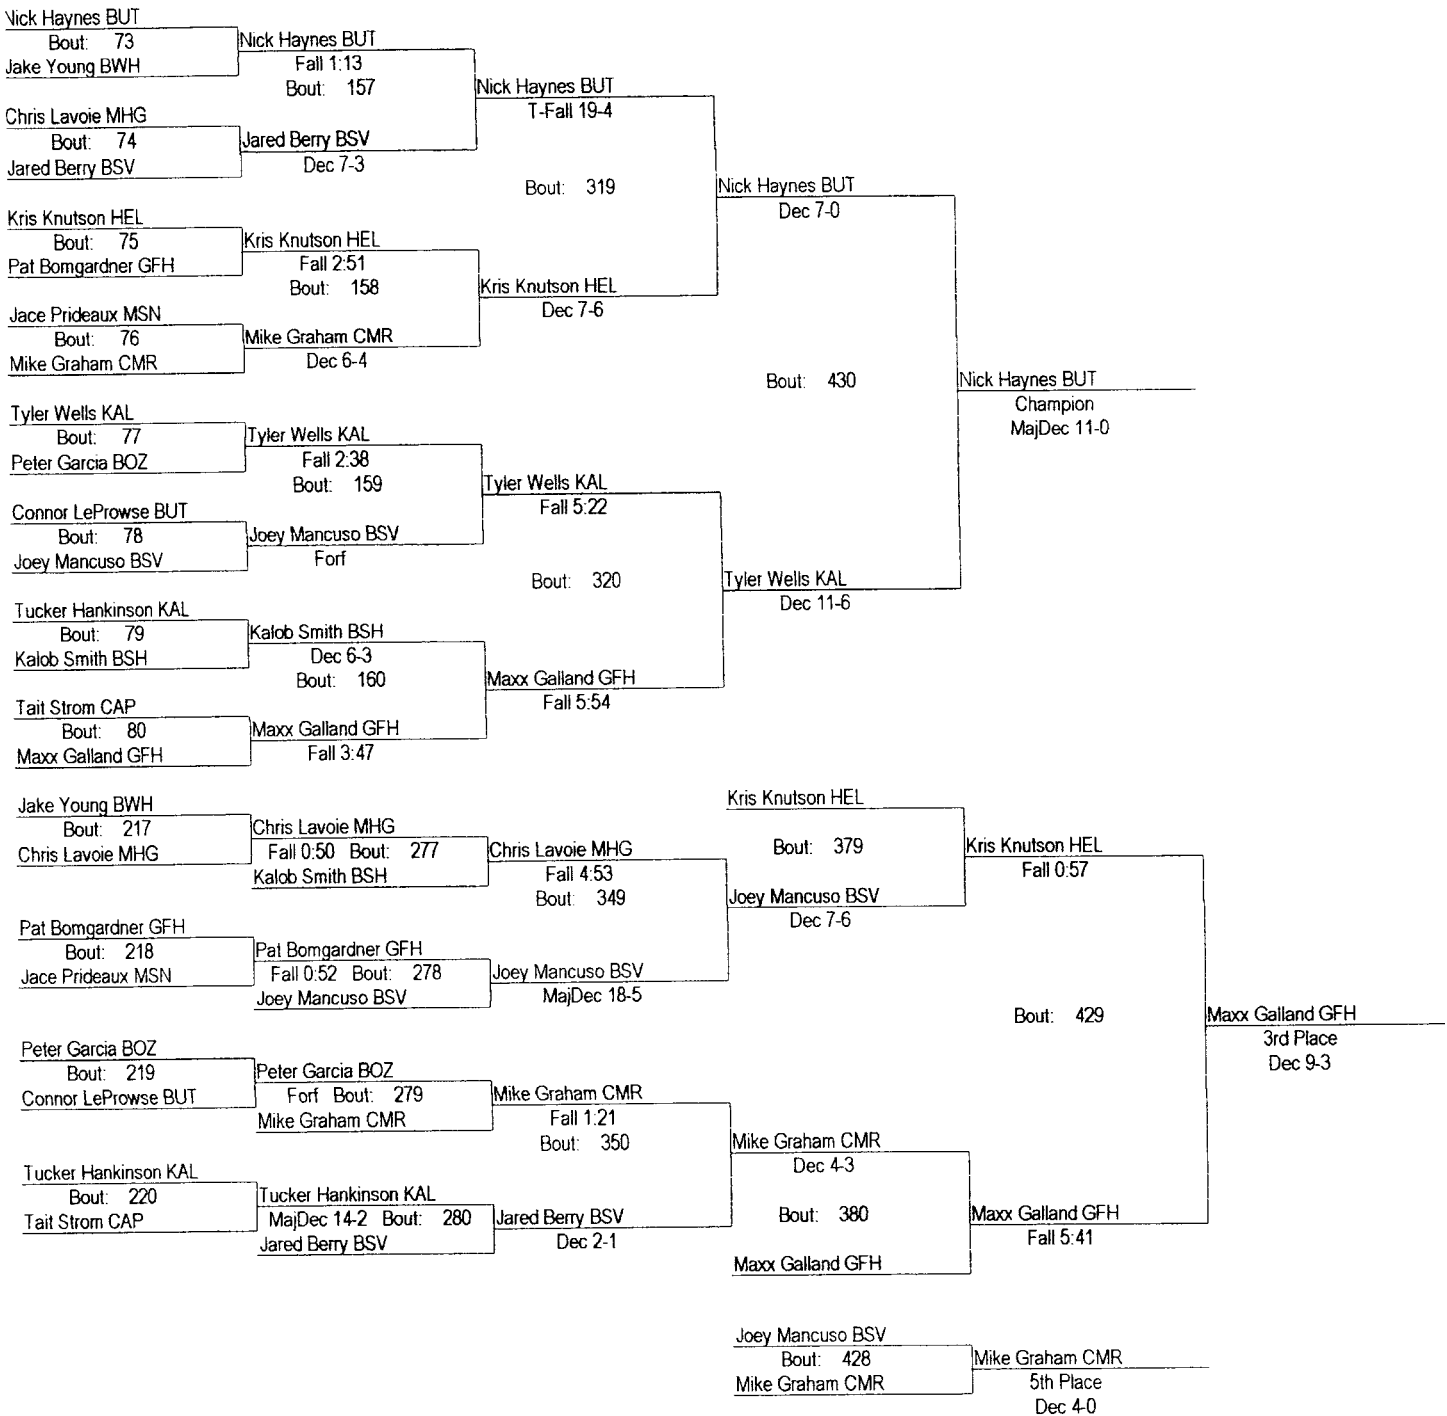 Nick Haynes BUT
Bout: 73
Jake Young BWH
Nick Haynes BUT
Fall 1:13
Bout: 157
Chris Lavoie MHG
Bout: 74
Jared Berry BSV
Jared Berry BSV
Dec 7-3
Nick Haynes BUT
T-Fall 19-4
Bout: 319
Kris Knutson HEL
Bout: 75
Pat Bomgardner GFH
Kris Knutson HEL
Fall 2:51
Bout: 158
Jace Prideaux MSN
Bout: 76
Mike Graham CMR
Mike Graham CMR
Dec 6-4
Kris Knutson HEL
Dec 7-6
Nick Haynes BUT
Dec 7-0
Bout: 430
Nick Haynes BUT
Champion
MajDec 11-0
Tyler Wells KAL
Bout: 77
Peter Garcia BOZ
Tyler Wells KAL
Fall 2:38
Bout: 159
Connor LeProwse BUT
Bout: 78
Joey Mancuso BSV
Joey Mancuso BSV
Forf
Tyler Wells KAL
Fall 5:22
Bout: 320
Tyler Wells KAL
Dec 11-6
Tucker Hankinson KAL
Bout: 79
Kalob Smith BSH
Kalob Smith BSH
Dec 6-3
Bout: 160
Tait Strom CAP
Bout: 80
Maxx Galland GFH
Maxx Galland GFH
Fall 3:47
Maxx Galland GFH
Fall 5:54
Jake Young BWH
Bout: 217
Chris Lavoie MHG
Chris Lavoie MHG
Fall 0:50 Bout: 277
Kalob Smith BSH
Chris Lavoie MHG
Fall 4:53
Bout: 349
Pat Bomgardner GFH
Bout: 218
Jace Prideaux MSN
Pat Bomgardner GFH
Fall 0:52 Bout: 278
Joey Mancuso BSV
Joey Mancuso BSV
MajDec 18-5
Kris Knutson HEL
Bout: 379
Joey Mancuso BSV
Dec 7-6
Kris Knutson HEL
Fall 0:57
Bout: 429
Maxx Galland GFH
3rd Place
Dec 9-3
Peter Garcia BOZ
Bout: 219
Connor LeProwse BUT
Peter Garcia BOZ
Forf Bout: 279
Mike Graham CMR
Mike Graham CMR
Fall 1:21
Bout: 350
Tucker Hankinson KAL
Bout: 220
Tait Strom CAP
Tucker Hankinson KAL
MajDec 14-2 Bout: 280
Jared Berry BSV
Jared Berry BSV
Dec 2-1
Mike Graham CMR
Dec 4-3
Bout: 380
Maxx Galland GFH
Maxx Galland GFH
Fall 5:41
Joey Mancuso BSV
Bout: 428
Mike Graham CMR
Mike Graham CMR
5th Place
Dec 4-0